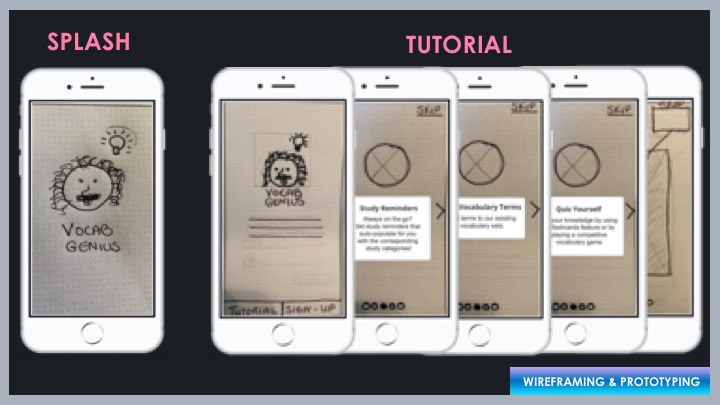 SPLASH
TUTORIAL
VOCAB
GENIUS
VOCAB
GENIUS
TUTORIAL
SIGN-UP
SKIP
Study Reminders
Always on the go?
Set study reminders that
auto-populate for you
with the corresponding
study categories!
SKIP
Vocabulary Terms
terms to our existing
vocabulary sets.
SKIP
Quiz Yourself
your knowledge by using
flashcards feature or by
playing a competitive
vocabulary game.
SKIP
WIREFRAMING & PROTOTYPING